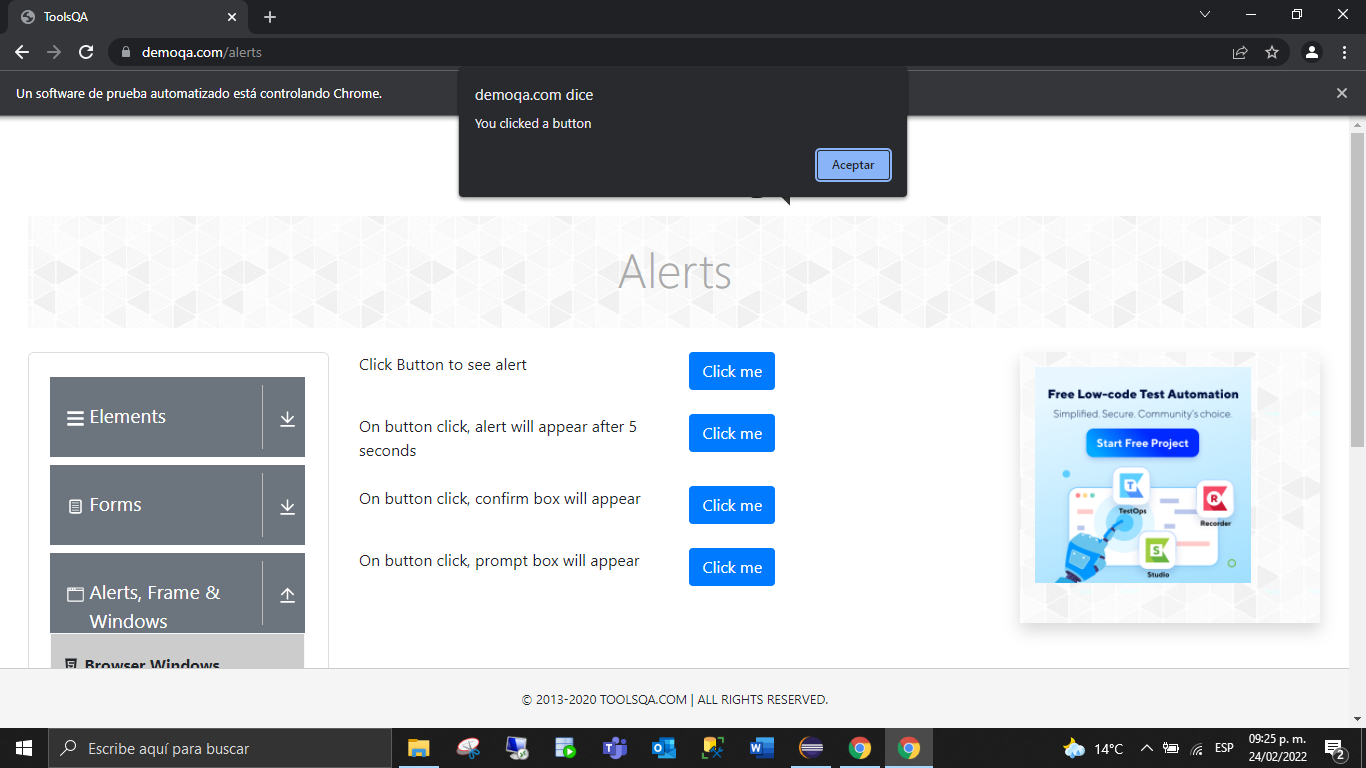 ToolsQA
demoqa.com/alerts
Un software de prueba automatizado está controlando Chrome.
demoqa.com dice
You clicked a button
Aceptar
Alerts
Elements
Forms
Alerts, Frame &
Windows
Browser Windows
Click Button to see alert
Click me
On button click, alert will appear after 5
seconds
Click me
On button click, confirm box will appear
Click me
On button click, prompt box will appear
Click me
Free Low-code Test Automation
Simplified. Secure. Community's choice.
Start Free Project
TestOps
Recorder
Studio
© 2013-2020 TOOLSQA.COM | ALL RIGHTS RESERVED.
Escribe aquí para buscar
14°C
ESP
09:25 p. m.
24/02/2022
2